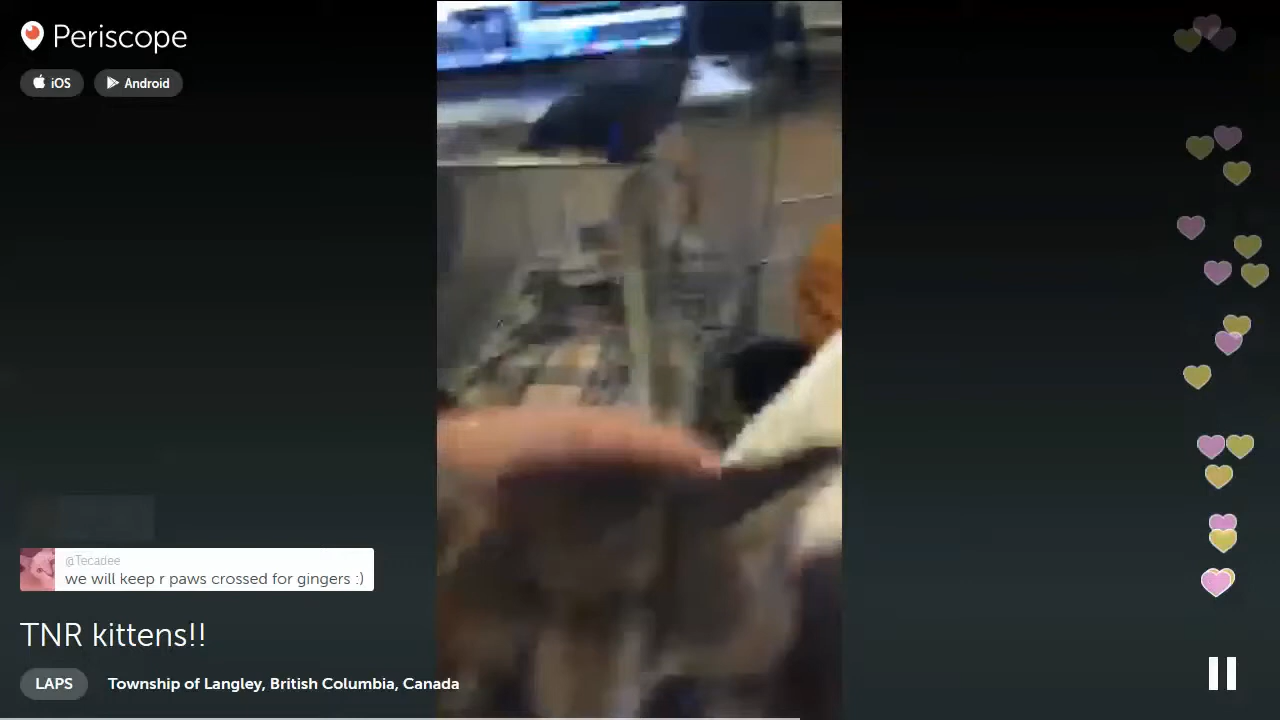 Periscope
iOS
Android
@Tecadee
we will keep r paws crossed for gingers :)
TNR kittens!!
LAPS
Township of Langley, British Columbia, Canada